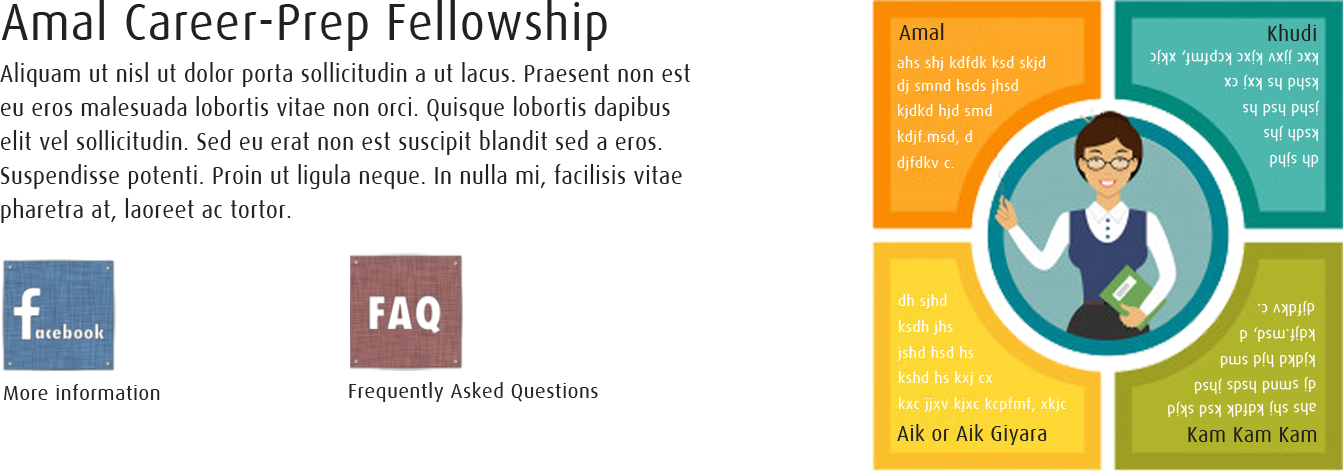 Amal Career-Prep Fellowship
Aliquam ut nisl ut dolor porta sollicitudin a ut lacus. Praesent non est
eu eros malesuada lobortis vitae non orci. Quisque lobortis dapibus
elit vel sollicitudin. Sed eu erat non est suscipit blandit sed a eros.
Suspendisse potenti. Proin ut ligula neque. In nulla mi, facilisis vitae
pharetra at, laoreet ac tortor.
facebook
More information
FAQ
Frequently Asked Questions
Amal
ahs shj kdfdk ksd skjd
dj smnd hsds jhsd
kjdkd hjd smd
kdjf.msd, d
djfdkv c.
Khudi
dh sjhd
ksdh jhs
jshd hsd hs
kshd hs kxj cx
kxc jjxv kjxc kcpfmf, xkjc
dh sjhd
ksdh jhs
jshd hsd hs
kshd hs kxj cx
kxc jjxv kjxc kcpfmf, xkjc
Aik or Aik Giyara
ahs shj kdfdk ksd skjd
dj smnd hsds jhsd
kjdkd hjd smd
kdjf.msd, d
djfdkv c.
Kam Kam Kam